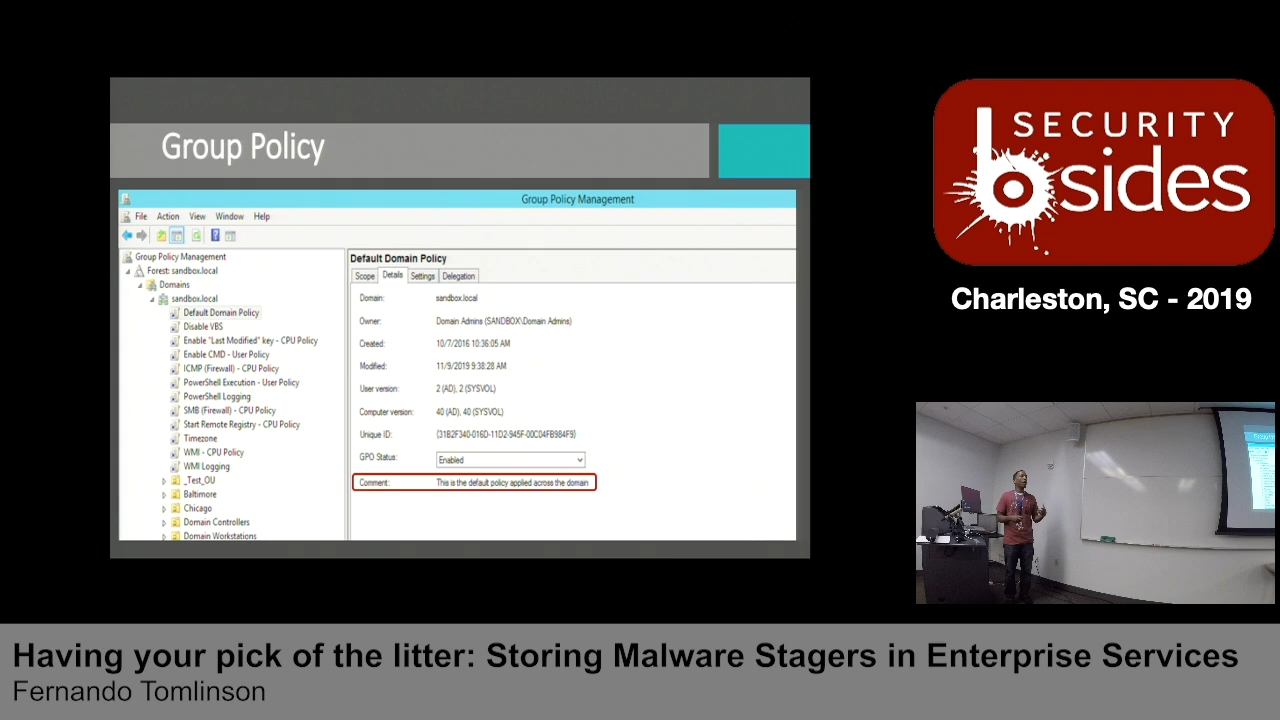 Group Policy
Group Policy Management
File Action View Window Help
Group Policy Management
Forest: sandbox.local
Domains
sandbox.local
Default Domain Policy
Disable VBS
Enable "Last Modified" key - CPU Policy
Enable CMD - User Policy
ICMP (Firewall) - CPU Policy
PowerShell Execution - User Policy
PowerShell Logging
SMB (Firewall) - CPU Policy
Start Remote Registry - CPU Policy
Timezone
WMI - CPU Policy
WMI Logging
_Test_OU
Baltimore
Chicago
Domain Controllers
Domain Workstations
Default Domain Policy
Scope Details Settings Delegation
Domain: sandbox.local
Owner: Domain Admins (SANDBOX\Domain Admins)
Created: 10/7/2016 10:36:05 AM
Modified: 11/9/2019 9:38:28 AM
User version: 2 (AD), 2 (SYSVOL)
Computer version: 40 (AD), 40 (SYSVOL)
Unique ID: {31B2F340-016D-11D2-945F-00C04FB984F9}
GPO Status: Enabled
Comment: This is the default policy applied across the domain
SECURITY
bsides
Charleston, SC - 2019
Having your pick of the litter: Storing Malware Stagers in Enterprise Services
Fernando Tomlinson